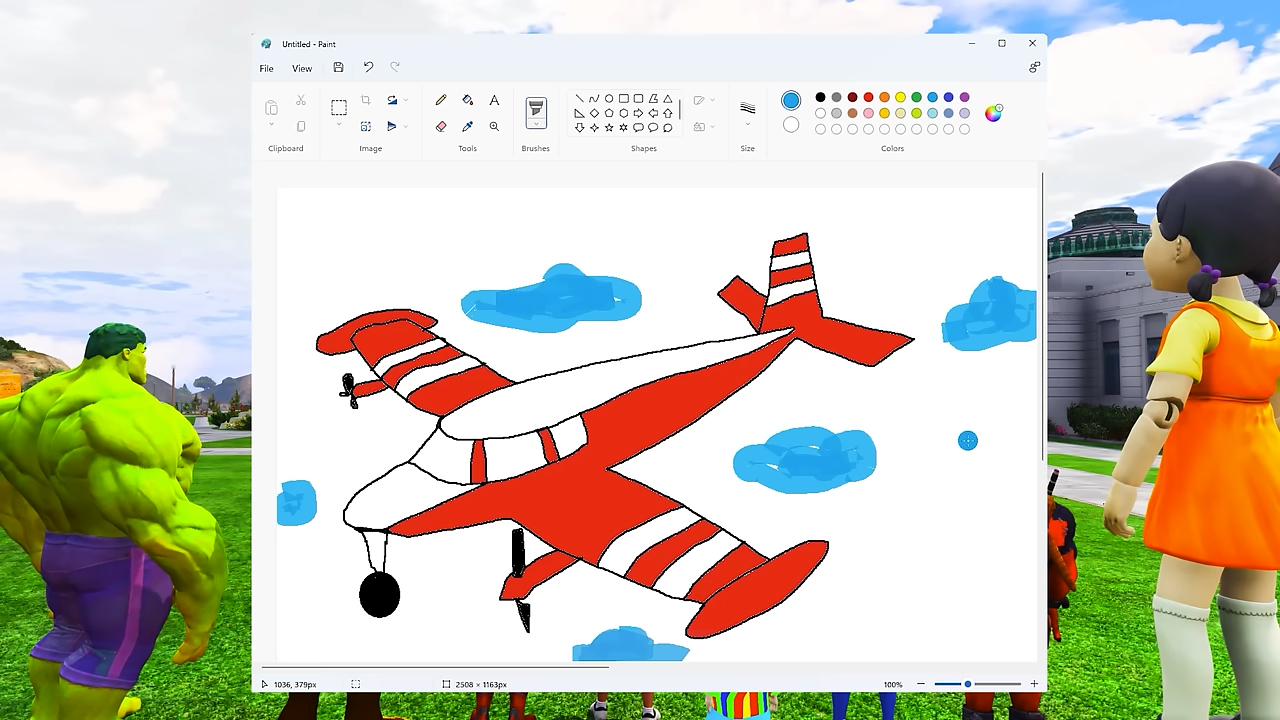 Untitled - Paint
File View
A
Clipboard
Image
Tools
Brushes
Shapes
Size
Colors
1036, 379px
2508 × 1163px
100%